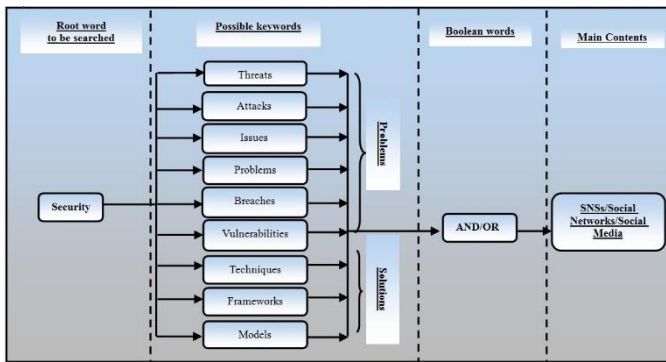 Root word
to be searched
Possible keywords
Boolean words
Main Contents
Threats
Attacks
Issues
Problems
Breaches
Vulnerabilities
Techniques
Frameworks
Models
Security
Problems
Solutions
AND/OR
SNSs/Social
Networks/Social
Media